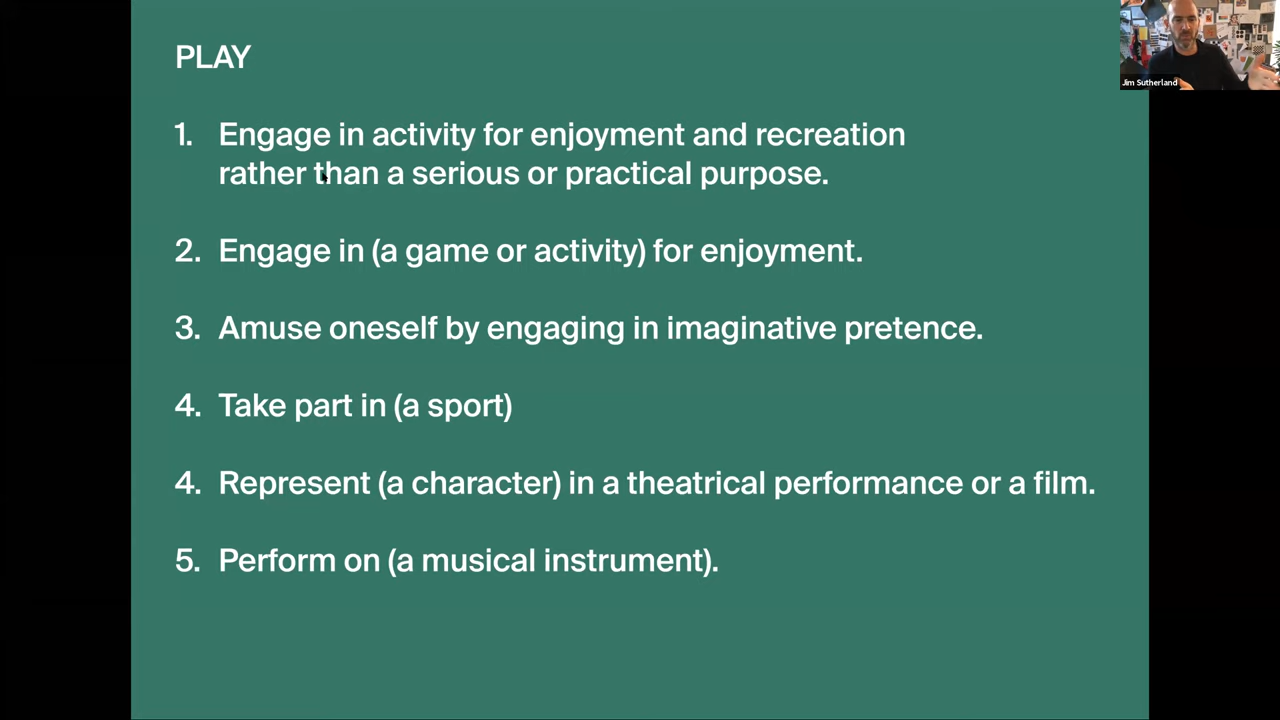 PLAY
1. Engage in activity for enjoyment and recreation
rather than a serious or practical purpose.
2. Engage in (a game or activity) for enjoyment.
3. Amuse oneself by engaging in imaginative pretence.
4. Take part in (a sport)
4. Represent (a character) in a theatrical performance or a film.
5. Perform on (a musical instrument).
Jim Sutherland